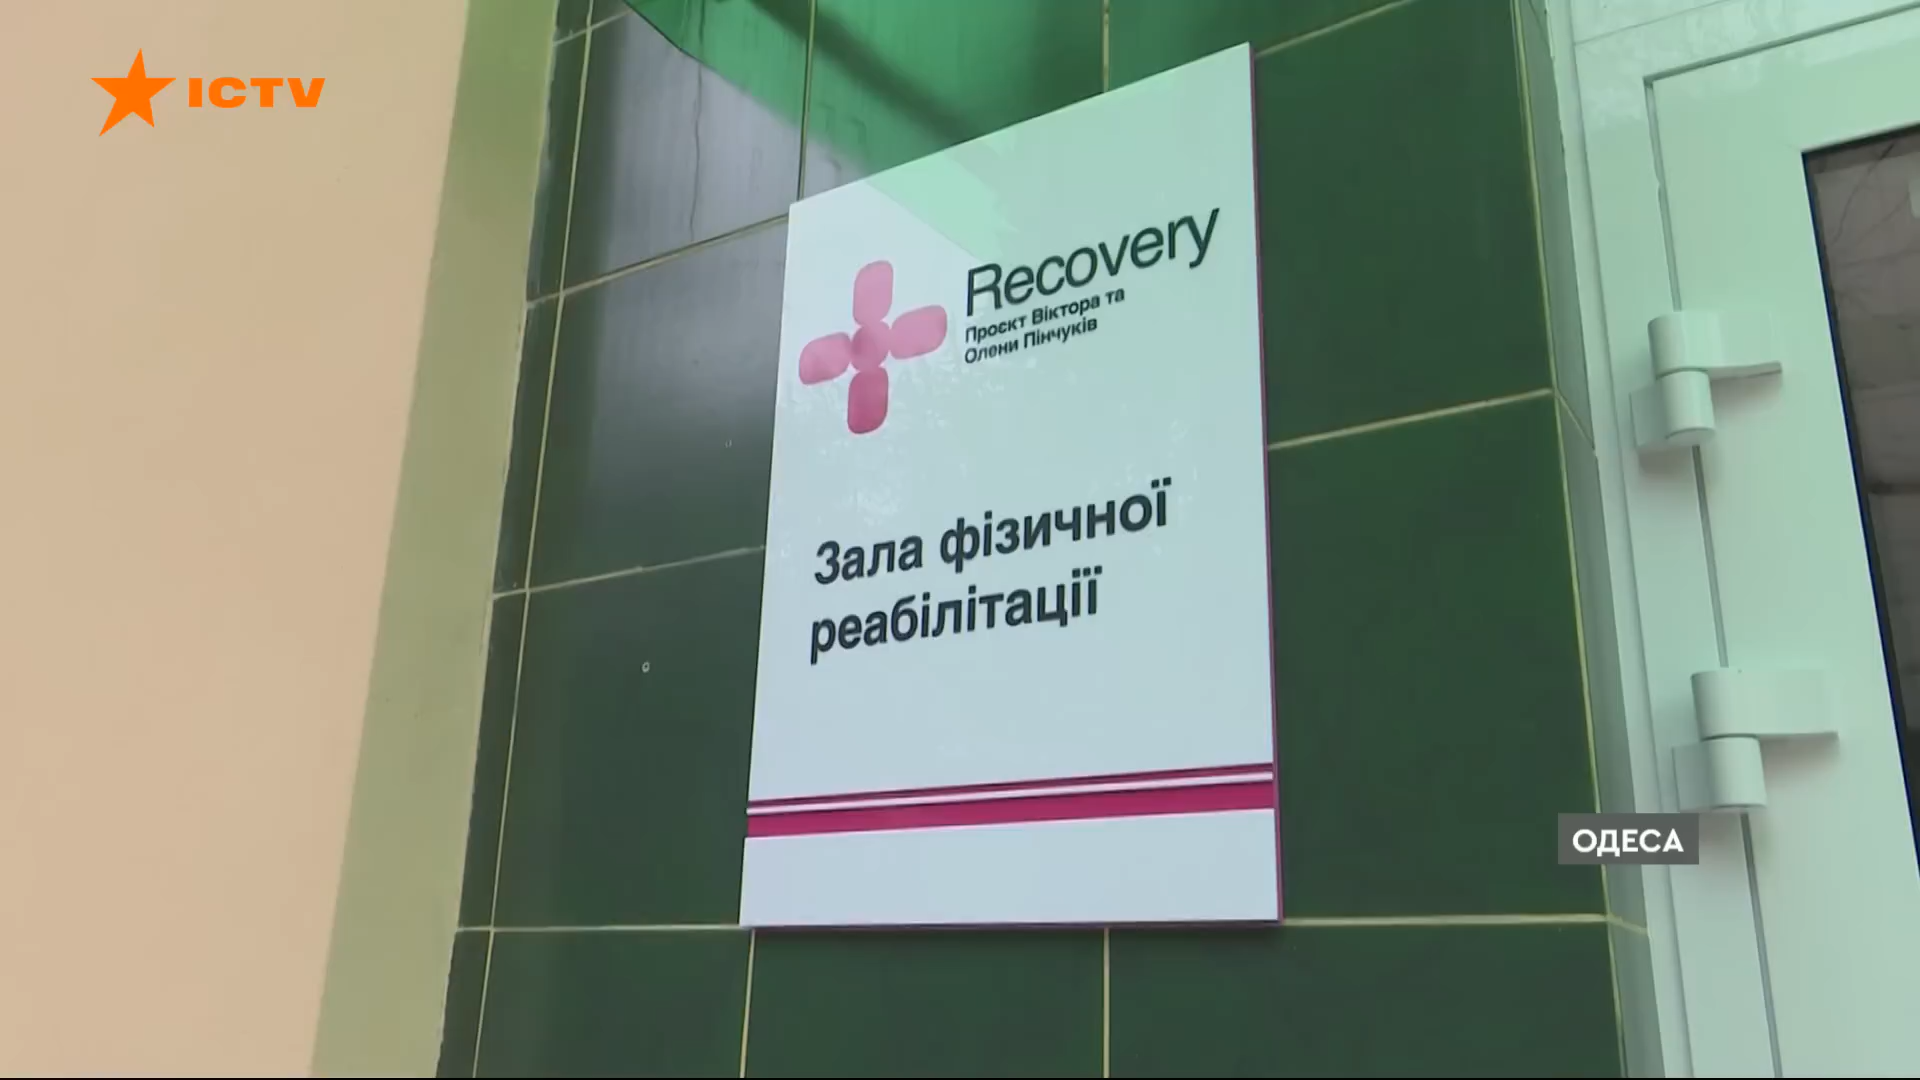 ICTV
Recovery
Проєкт Віктора та
Олени Пінчуків
Зала фізичної
реабілітації
ОДЕСА